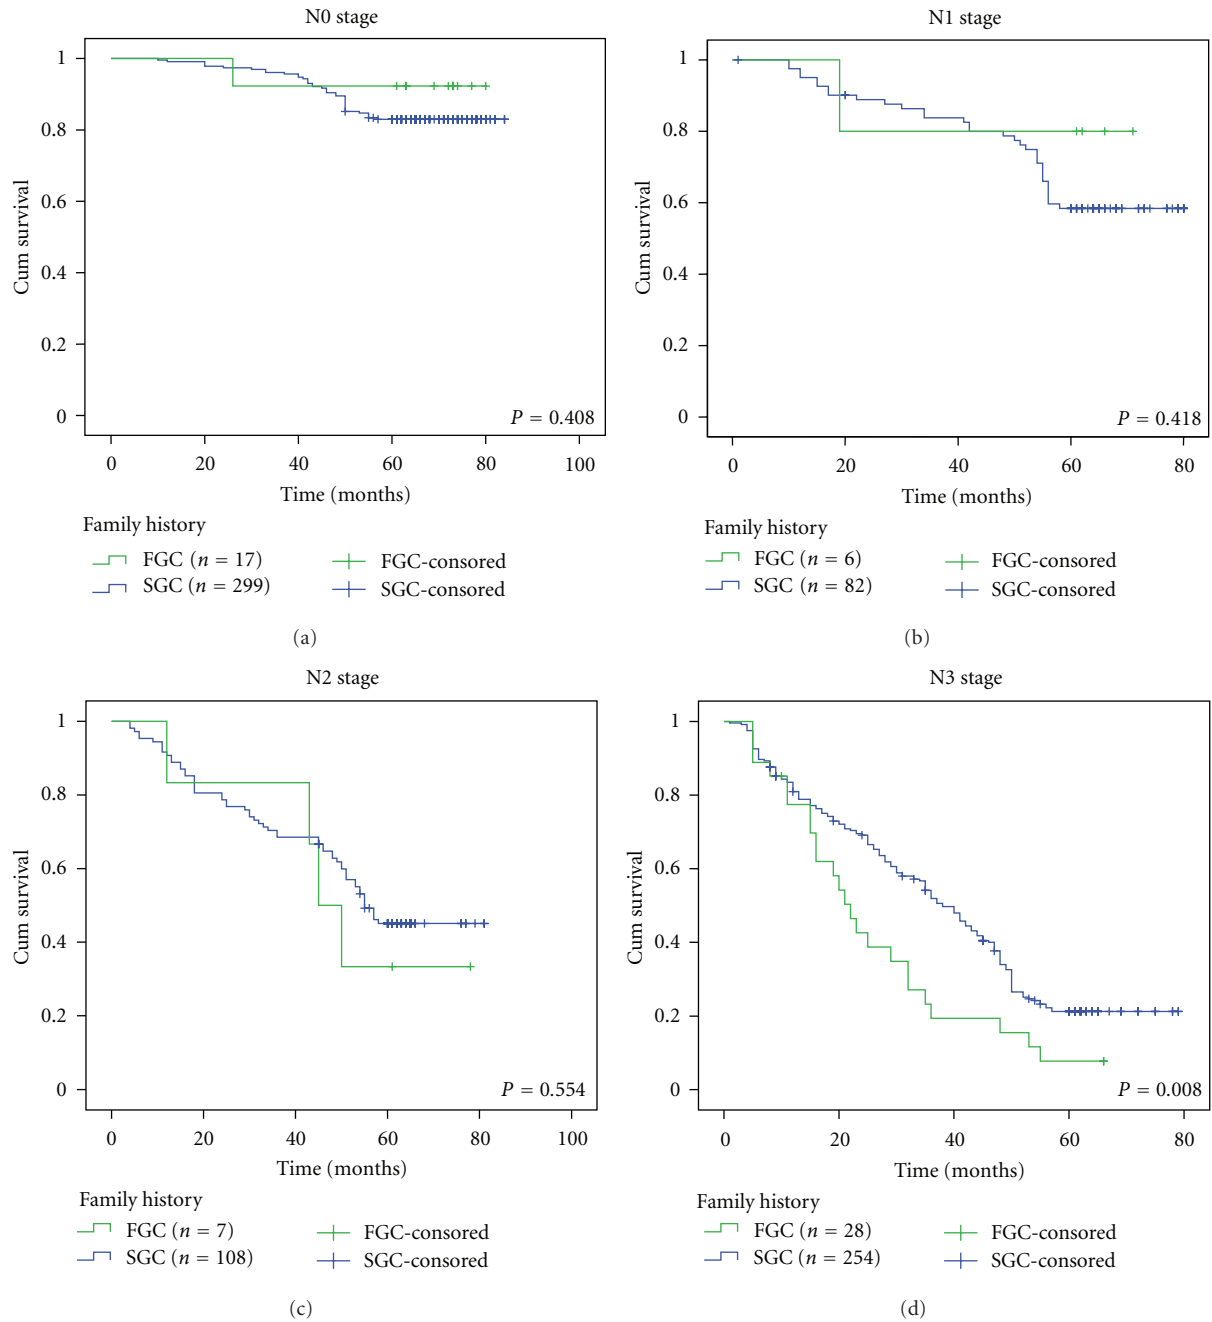 N0 stage
1
0.8
0.6
0.4
0.2
0
Cum survival
P = 0.408
0 20 40 60 80 100
Time (months)
Family history
FGC (n = 17) FGC-consored
SGC (n = 299) SGC-consored
(a)
N1 stage
1
0.8
0.6
0.4
0.2
0
Cum survival
P = 0.418
0 20 40 60 80
Time (months)
Family history
FGC (n = 6) FGC-consored
SGC (n = 82) SGC-consored
(b)
N2 stage
1
0.8
0.6
0.4
0.2
0
Cum survival
P = 0.554
0 20 40 60 80 100
Time (months)
Family history
FGC (n = 7) FGC-consored
SGC (n = 108) SGC-consored
(c)
N3 stage
1
0.8
0.6
0.4
0.2
0
Cum survival
P = 0.008
0 20 40 60 80
Time (months)
Family history
FGC (n = 28) FGC-consored
SGC (n = 254) SGC-consored
(d)